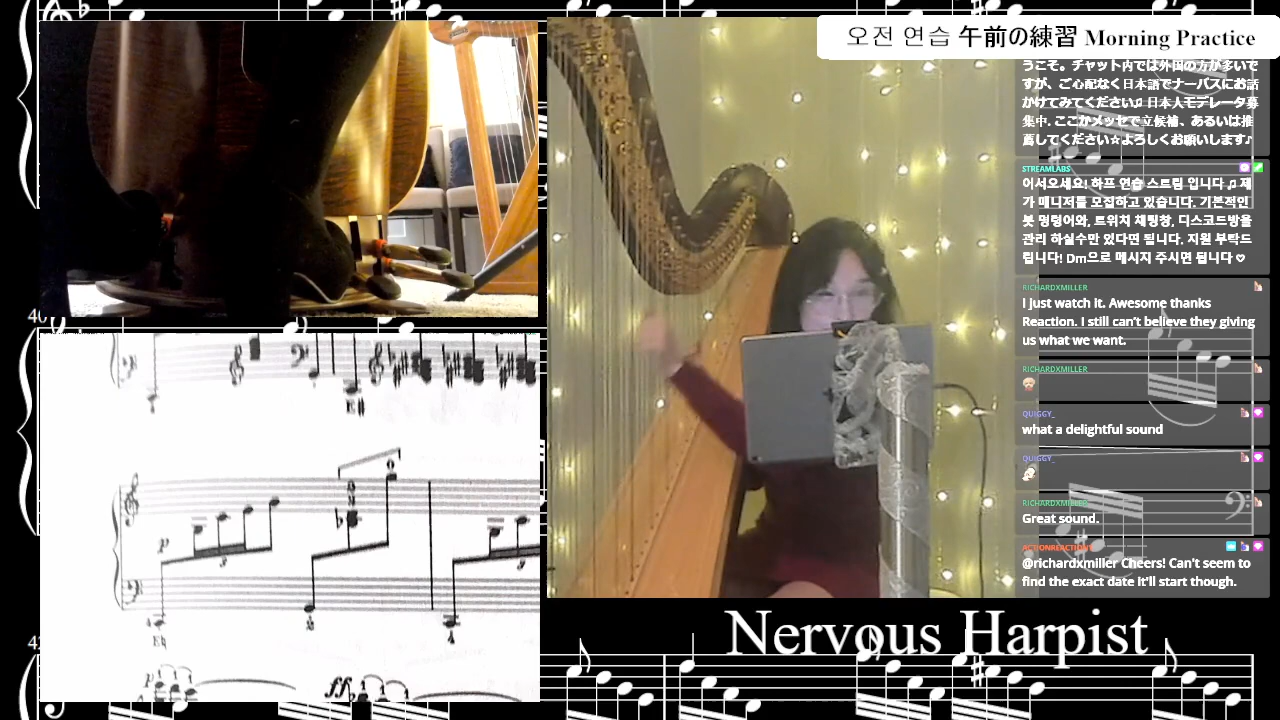 오전 연습 午前の練習 Morning Practice
うこそ。チャット内では外国の方が多いで
すが、ご心配なく日本語でナーバスにお話
かけてみてください♫ 日本人モデレータ募
集中. ここかメッセで立候補、あるいは推
薦してください☆よろしくお願いします♪
STREAMLABS
이서오세요! 하프 연습 스트림 입니다 ♫ 제
가 매니저를 모집하고 있습니다. 기본적인
봇 명령어와, 트위치 채팅창, 디스코드방을
관리 하실수만 있다면 됩니다. 지원 부탁드
립니다! Dm으로 메시지 주시면 됩니다 ♡
RICHARDXMILLER
I just watch it. Awesome thanks
Reaction. I still can't believe they giving
us what we want.
RICHARDXMILLER
QUIGGY_
what a delightful sound
QUIGGY_
RICHARDXMILLER
Great sound.
ACTIONREACTION
@richardxmiller Cheers! Can't seem to
find the exact date it'll start though.
Nervous Harpist
40
E♮
p
3
3
E♮
p
ff